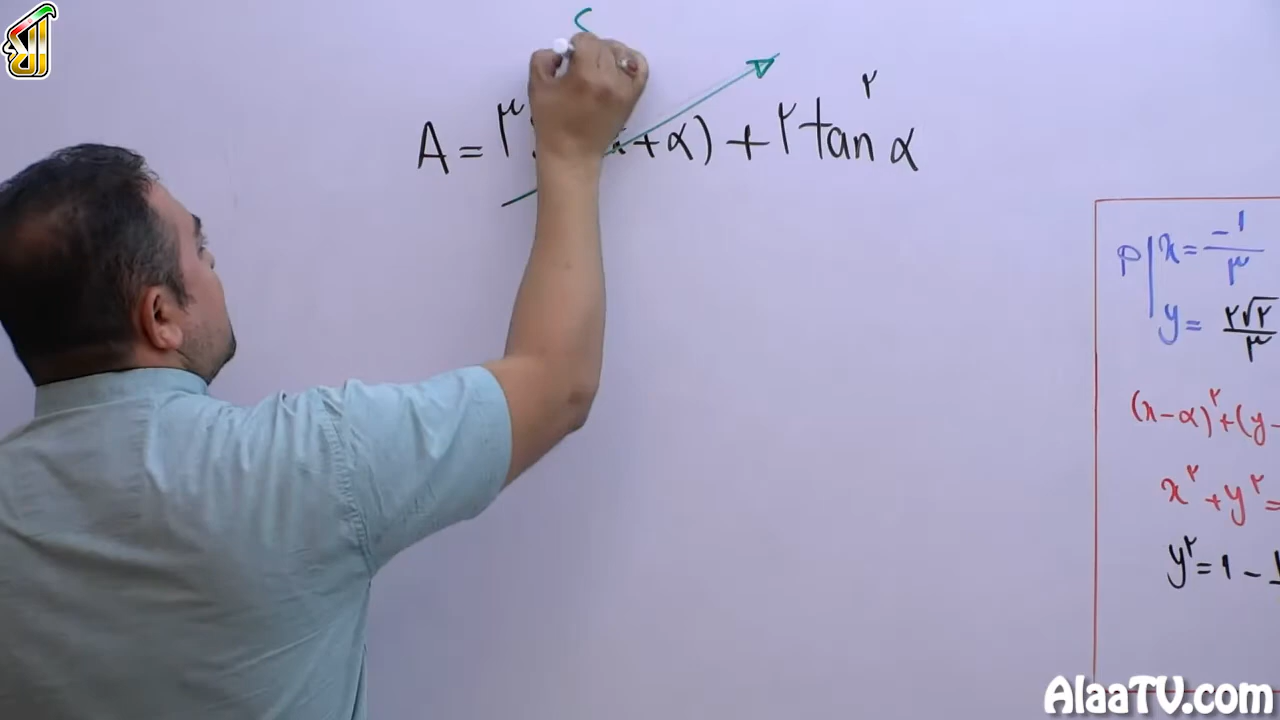 A = ۳ + α) + ۲ tan ۲ α
P | x = -۱/۳
y = ۲√۲/۳
(x-α)۲+(y-
x۲+y۲=
y۲=۱-
AlaaTV.com